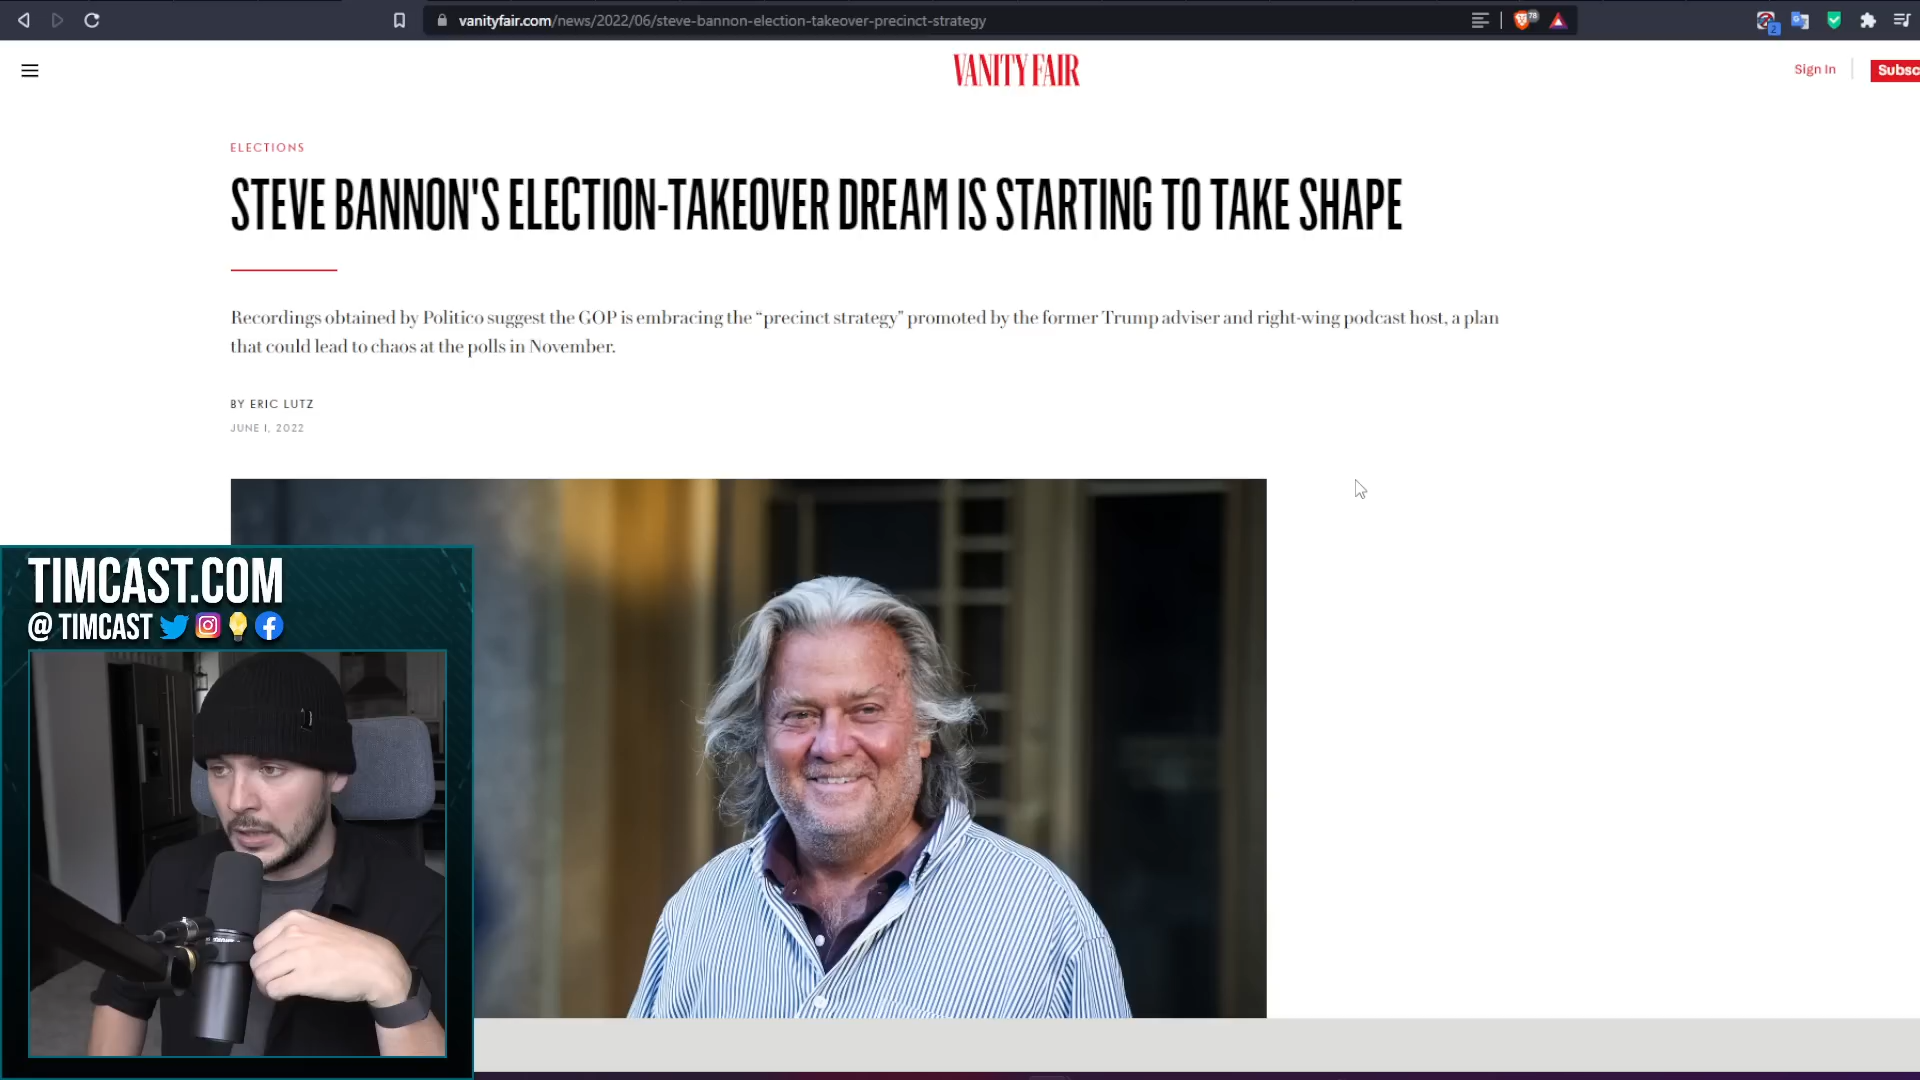 vanityfair.com/news/2022/06/steve-bannon-election-takeover-precinct-strategy
78
2
VANITY FAIR
Sign In
Subsc
ELECTIONS
STEVE BANNON'S ELECTION-TAKEOVER DREAM IS STARTING TO TAKE SHAPE
Recordings obtained by Politico suggest the GOP is embracing the “precinct strategy” promoted by the former Trump adviser and right-wing podcast host, a plan
that could lead to chaos at the polls in November.
BY ERIC LUTZ
JUNE 1, 2022
TIMCAST.COM
@ TIMCAST